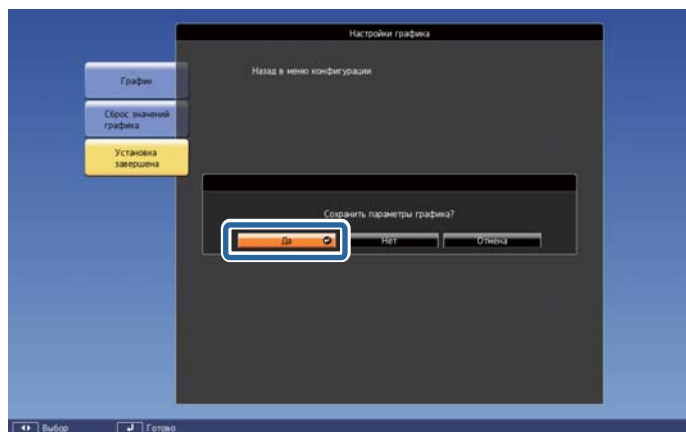 Настройки графика
График
Назад в меню конфигурации
Сброс значений
графика
Установка
завершена
Сохранить параметры графика?
Да Нет Отмена
Выбор Готово